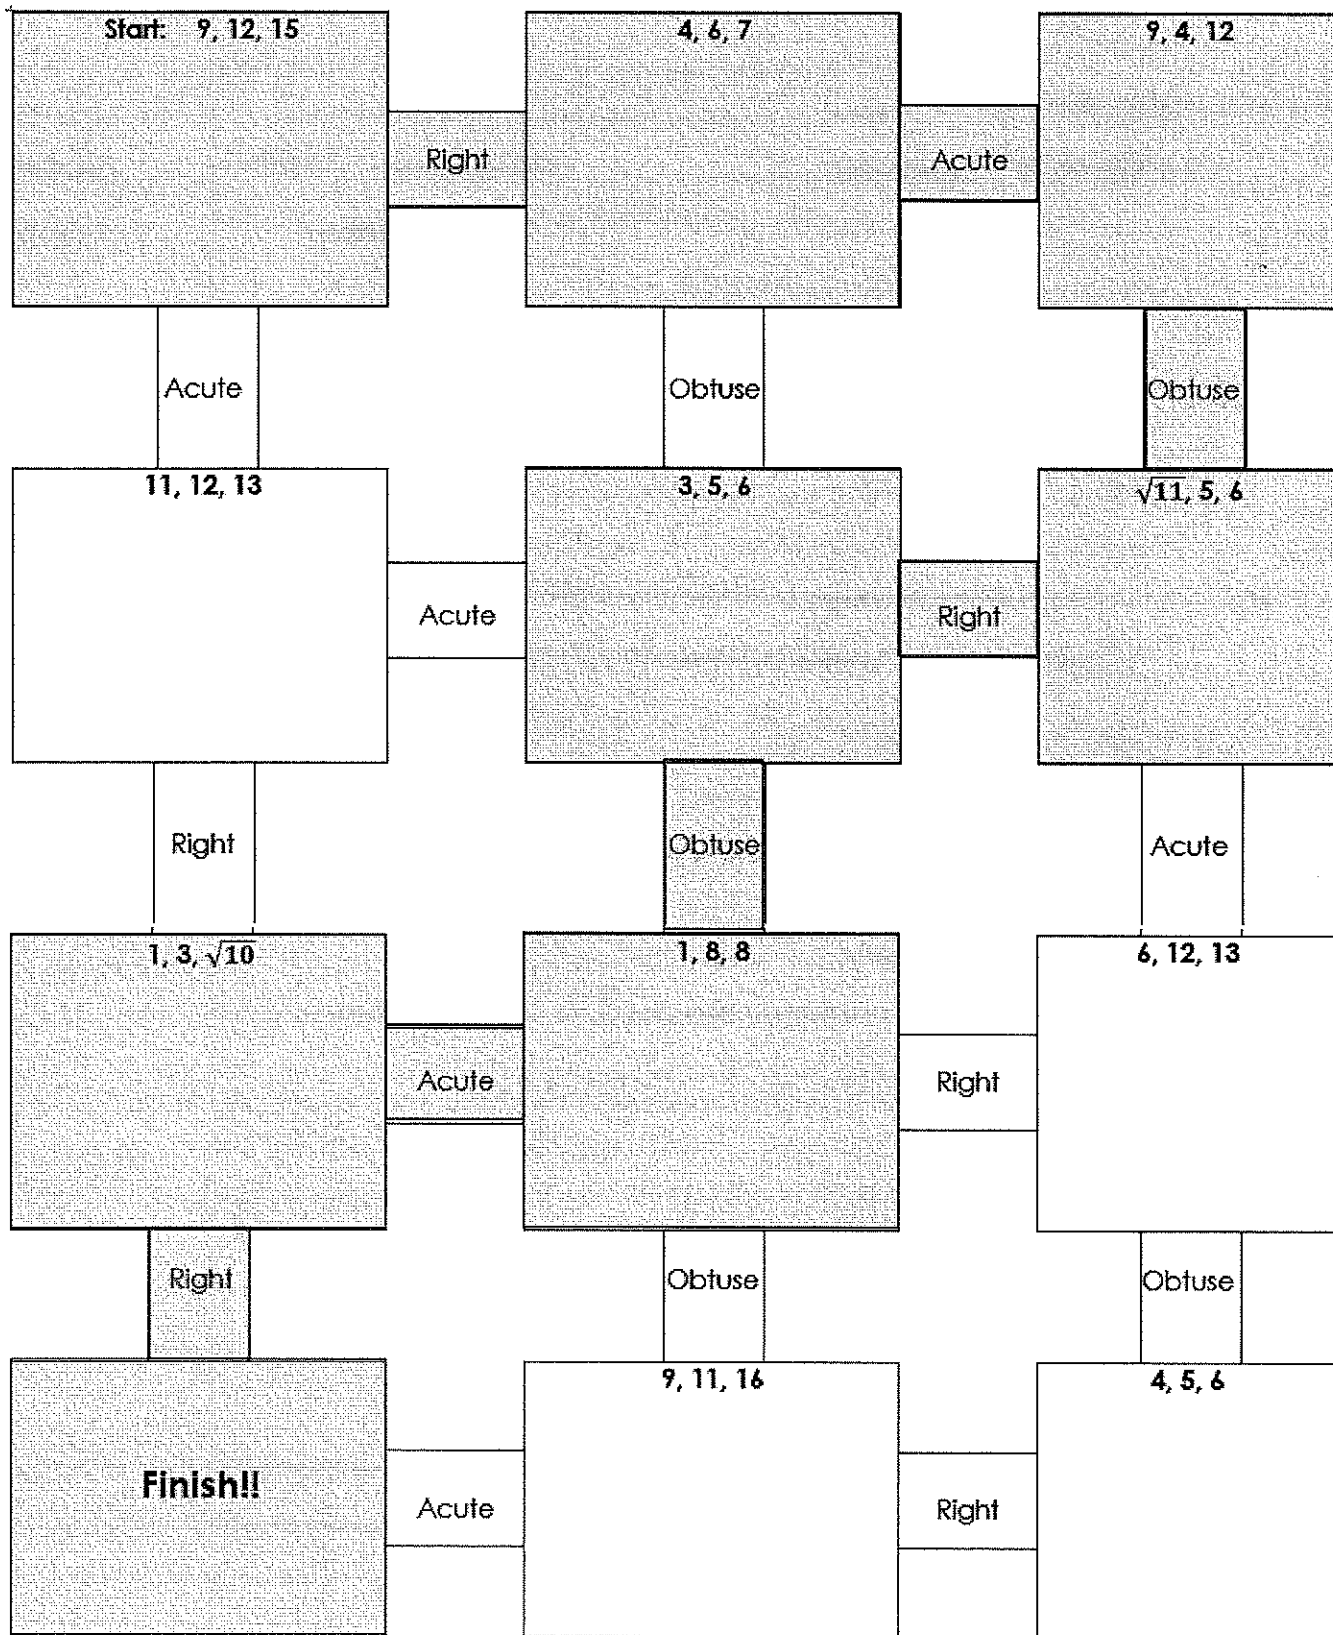 Start: 9, 12, 15
4, 6, 7
9, 4, 12
Right
Acute
Acute
Obtuse
Obtuse
11, 12, 13
3, 5, 6
√11, 5, 6
Acute
Right
Right
Obtuse
Acute
1, 3, √10
1, 8, 8
6, 12, 13
Acute
Right
Right
Obtuse
Obtuse
9, 11, 16
4, 5, 6
Finish!!
Acute
Right